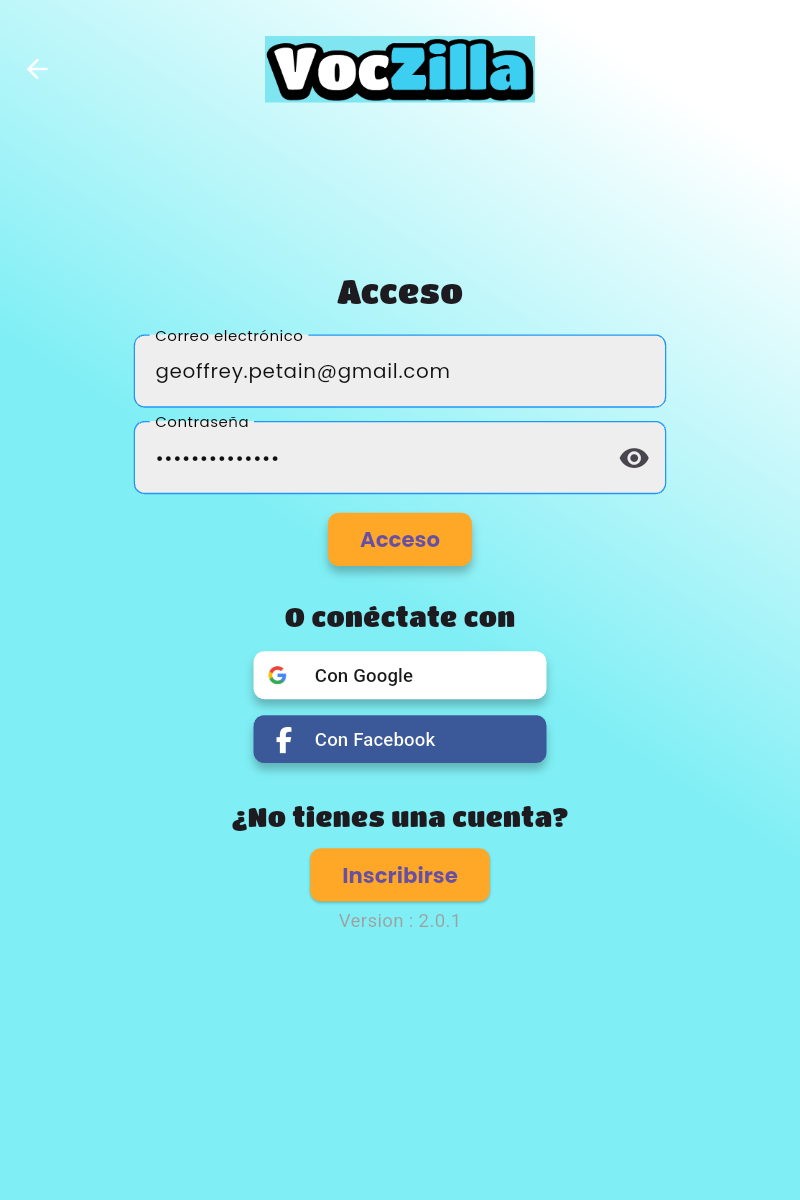 VocZilla
Acceso
Correo electrónico
geoffrey.petain@gmail.com
Contraseña
••••••••••••••
Acceso
O conéctate con
Con Google
Con Facebook
¿No tienes una cuenta?
Inscribirse
Version : 2.0.1